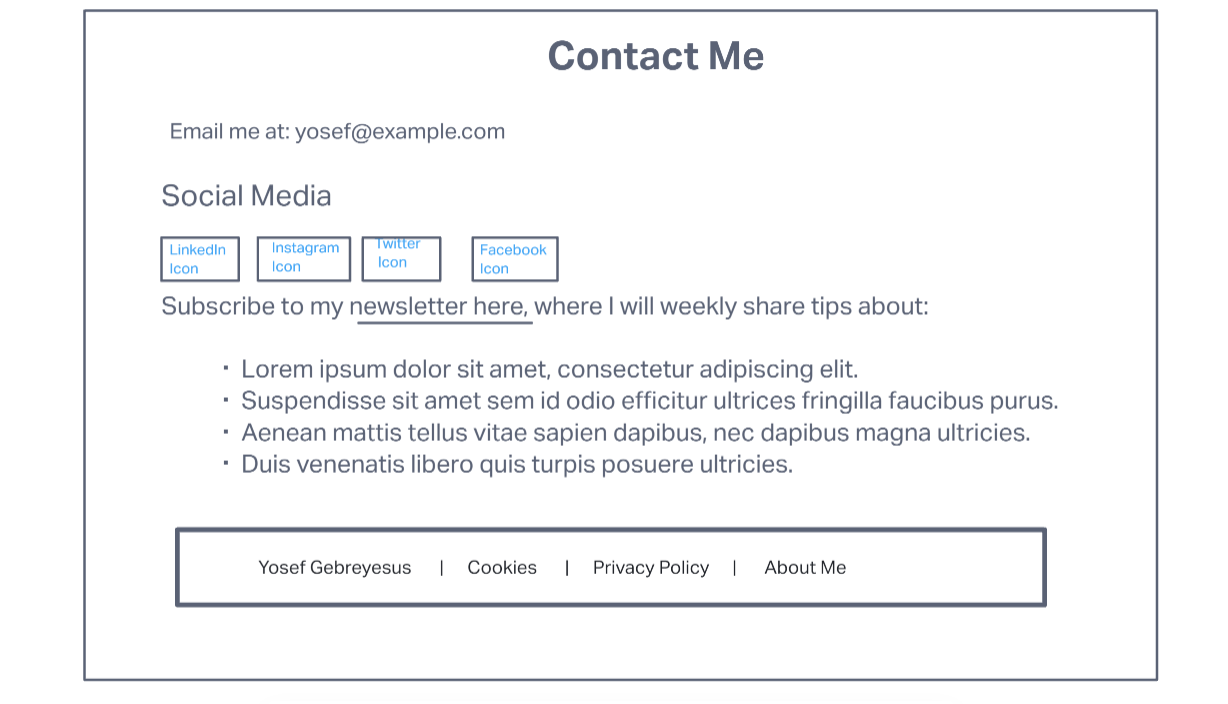 Contact Me
Email me at: yosef@example.com
Social Media
LinkedIn Icon
Instagram Icon
Twitter Icon
Facebook Icon
Subscribe to my newsletter here, where I will weekly share tips about:
· Lorem ipsum dolor sit amet, consectetur adipiscing elit.
· Suspendisse sit amet sem id odio efficitur ultrices fringilla faucibus purus.
· Aenean mattis tellus vitae sapien dapibus, nec dapibus magna ultricies.
· Duis venenatis libero quis turpis posuere ultricies.
Yosef Gebreyesus | Cookies | Privacy Policy | About Me